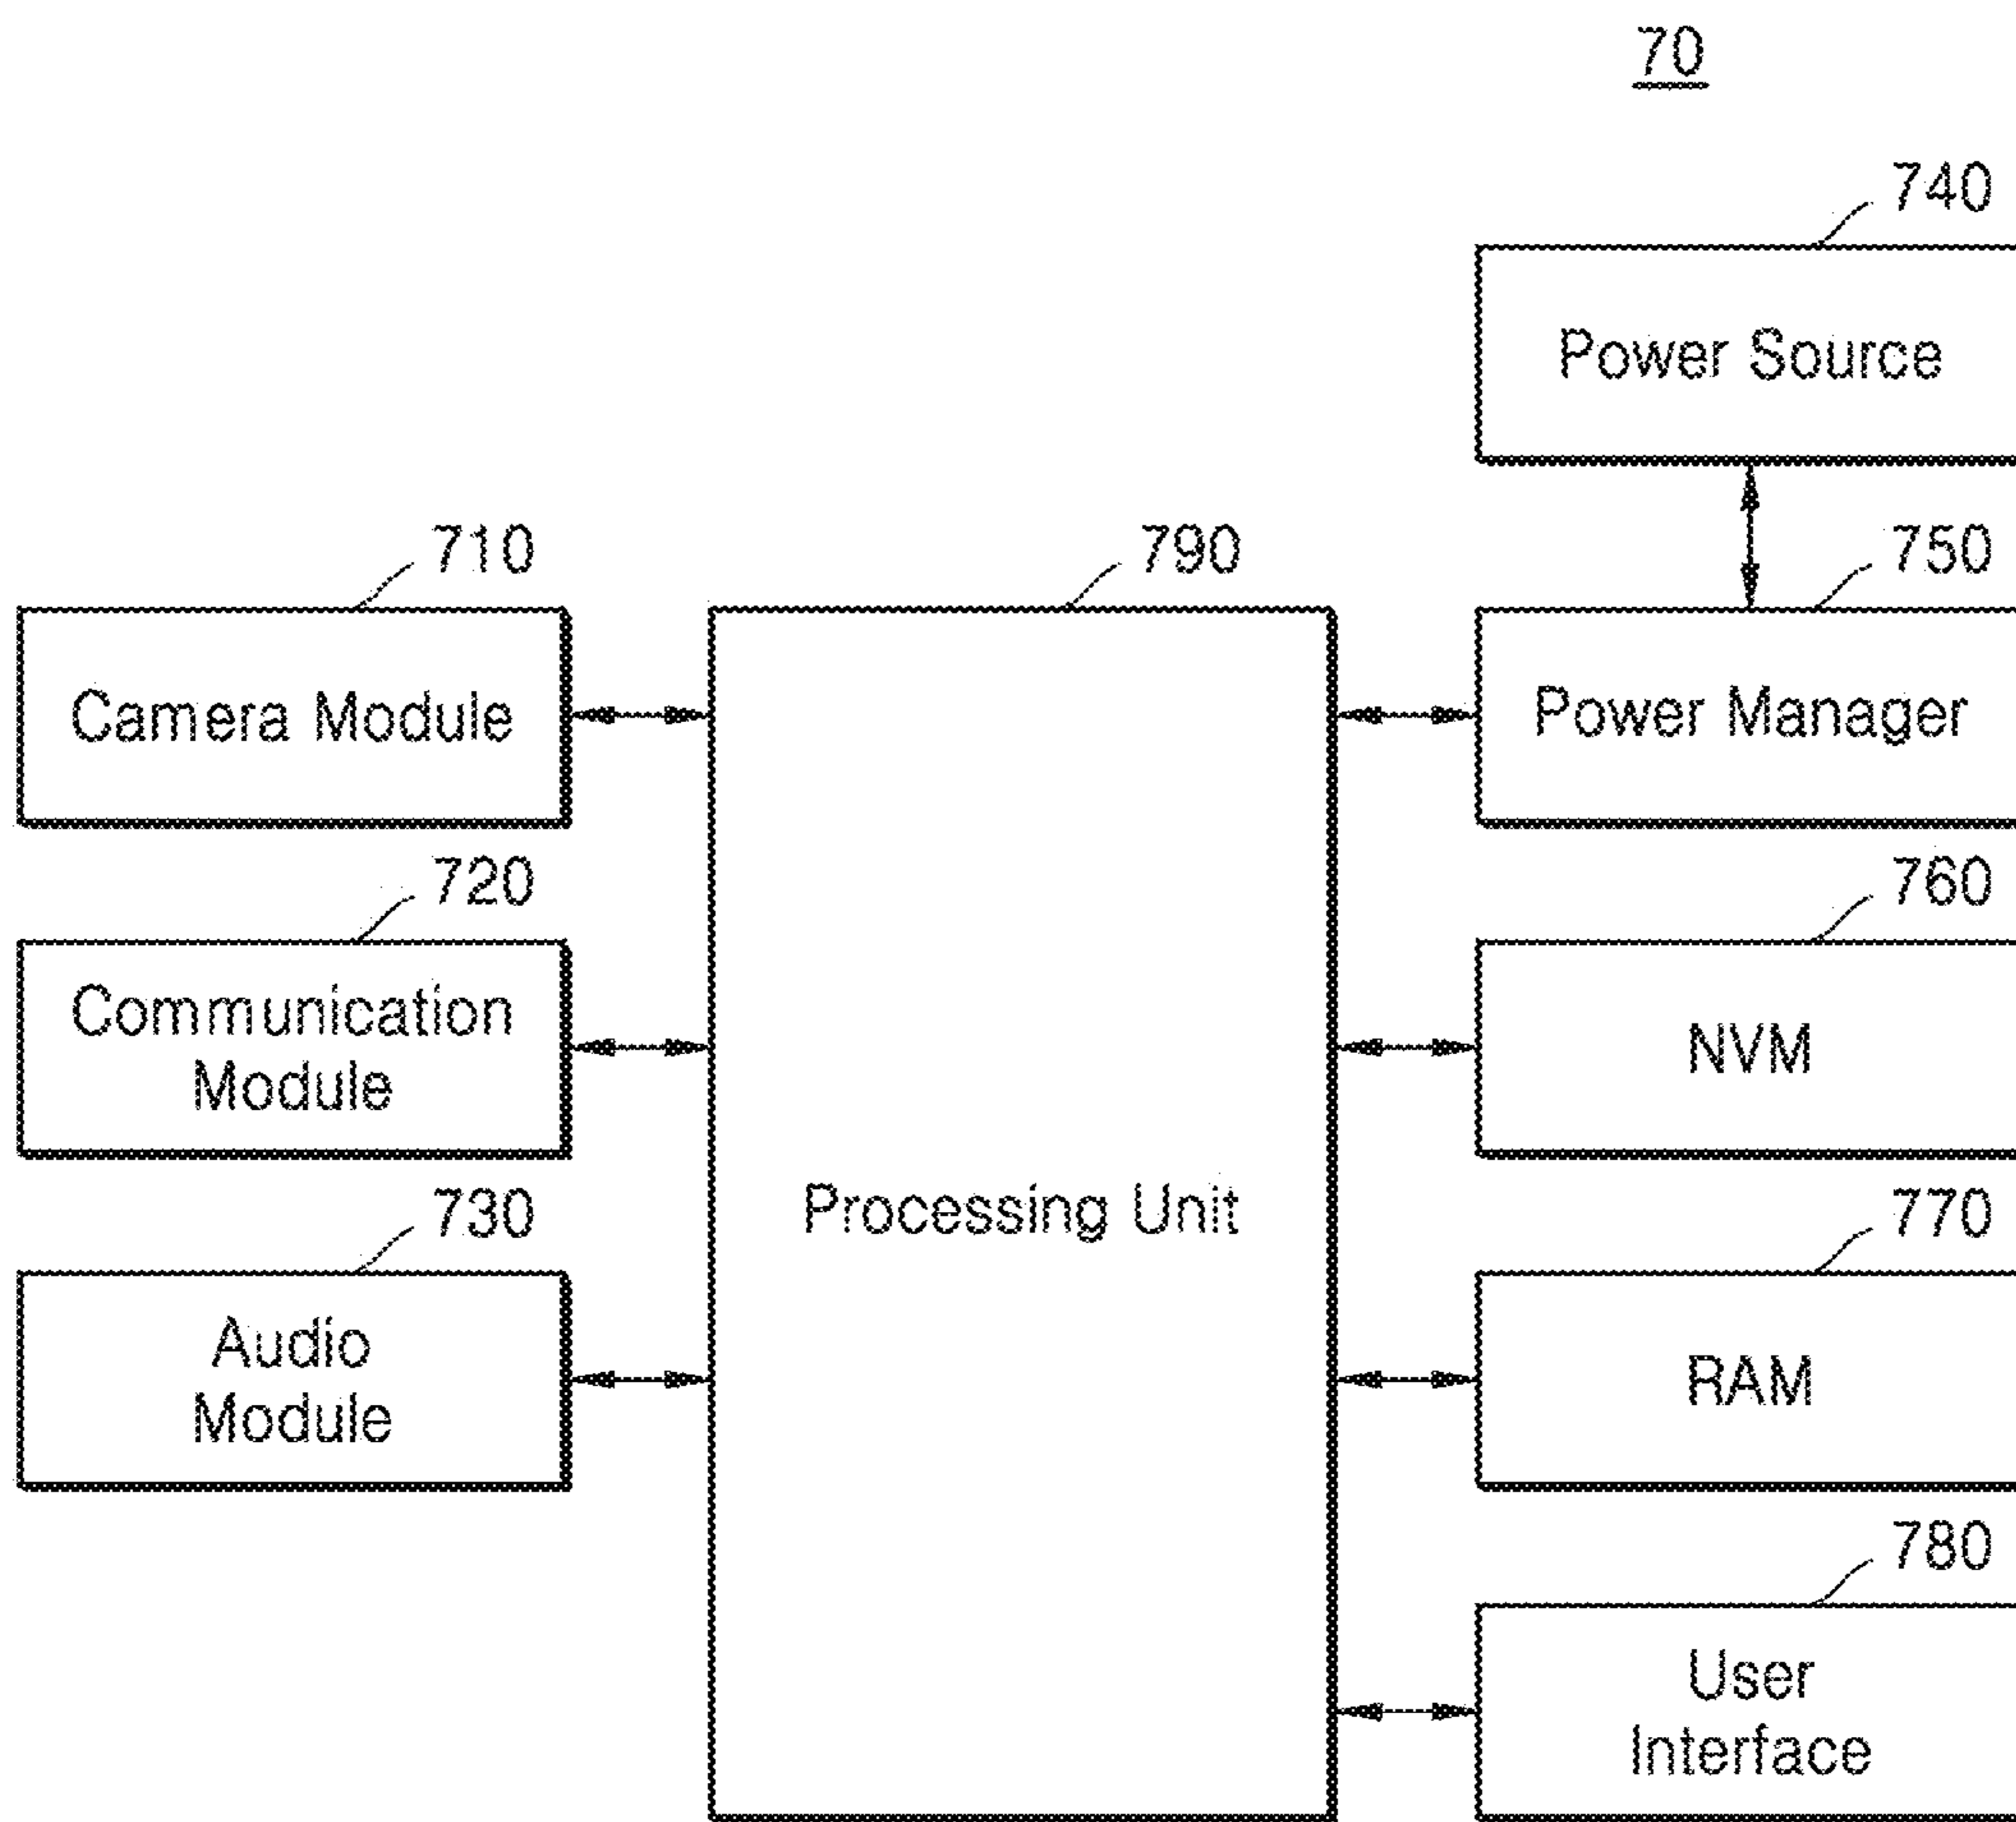 70
740
Power Source
710
790
750
Camera Module
Power Manager
720
760
Communication
Module
NVM
Processing Unit
730
770
Audio
Module
RAM
780
User
Interface